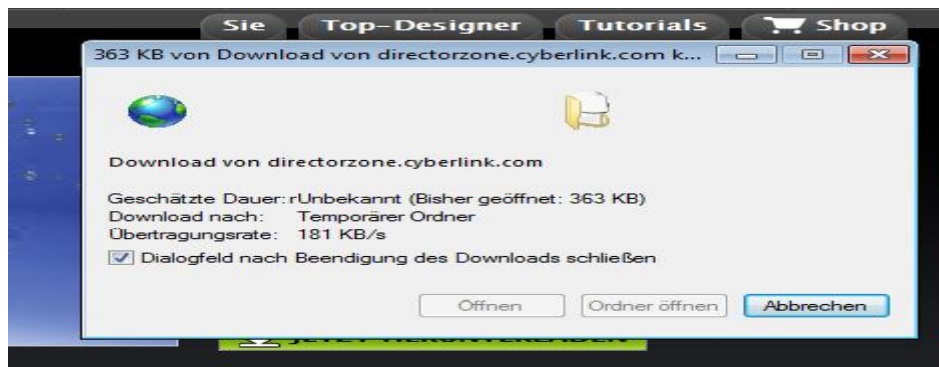 Sie Top-Designer Tutorials Shop
363 KB von Download von directorzone.cyberlink.com k...
Download von directorzone.cyberlink.com
Geschätzte Dauer: rUnbekannt (Bisher geöffnet: 363 KB)
Download nach: Temporärer Ordner
Übertragungsrate: 181 KB/s
Dialogfeld nach Beendigung des Downloads schließen
Öffnen Ordner öffnen Abbrechen
JETZT HERUNTERLADEN